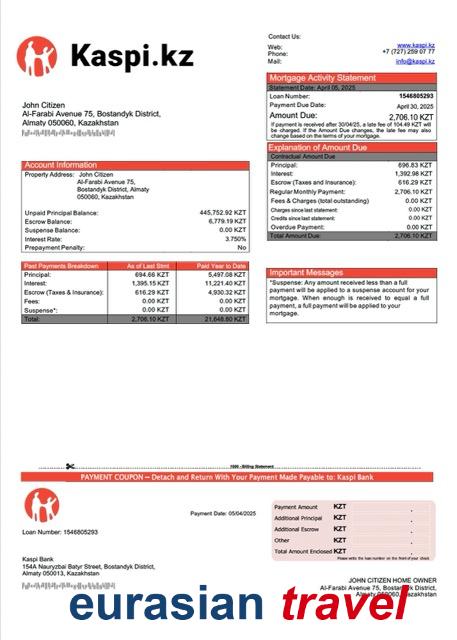 Kaspi.kz
Contact Us:
Web: www.kaspi.kz
Phone: +7 (727) 259 07 77
Mail: info@kaspi.kz
Mortgage Activity Statement
Statement Date: April 05, 2025
Loan Number: 1546805293
Payment Due Date: April 30, 2025
Amount Due: 2,706.10 KZT
If payment is received after 30/04/25, a late fee of 104.49 KZT will
be charged. If the Amount Due changes, the late fee may also
change based on the terms of your mortgage.
John Citizen
Al-Farabi Avenue 75, Bostandyk District,
Almaty 050060, Kazakhstan
Explanation of Amount Due
Contractual Amount Due
Principal: 696.83 KZT
Interest: 1,392.98 KZT
Escrow (Taxes and Insurance): 616.29 KZT
Regular Monthly Payment: 2,706.10 KZT
Fees & Charges (total outstanding) 0.00 KZT
Charges since last statement: 0.00 KZT
Credits since last statement: 0.00 KZT
Overdue Payment: 0.00 KZT
Total Amount Due: 2,706.10 KZT
Account Information
Property Address: John Citizen
Al-Farabi Avenue 75,
Bostandyk District, Almaty
050060, Kazakhstan
Unpaid Principal Balance: 445,752.92 KZT
Escrow Balance: 6,779.19 KZT
Suspense Balance: 0.00 KZT
Interest Rate: 3.750%
Prepayment Penalty: No
Past Payments Breakdown As of Last Stmt Paid Year to Date
Principal: 694.66 KZT 5,497.08 KZT
Interest: 1,395.15 KZT 11,221.40 KZT
Escrow (Taxes & Insurance): 616.29 KZT 4,930.32 KZT
Fees: 0.00 KZT 0.00 KZT
Suspense*: 0.00 KZT 0.00 KZT
Total: 2,706.10 KZT 21,648.80 KZT
Important Messages
*Suspense: Any amount received less than a full
payment will be applied to a suspense account for your
mortgage. When enough is received to equal a full
payment, a full payment will be applied to your
mortgage.
1000 - Billing Statement
PAYMENT COUPON – Detach and Return With Your Payment Made Payable to: Kaspi Bank
Payment Date: 05/04/2025
Loan Number: 1546805293
Payment Amount KZT .
Additional Principal KZT .
Additional Escrow KZT .
Other KZT .
Total Amount Enclosed KZT .
Please write the loan number on the front of your check.
Kaspi Bank
154A Nauryzbai Batyr Street, Bostandyk District,
Almaty 050013, Kazakhstan
JOHN CITIZEN HOME OWNER
Al-Farabi Avenue 75, Bostandyk District,
Almaty 050060, Kazakhstan
eurasian travel